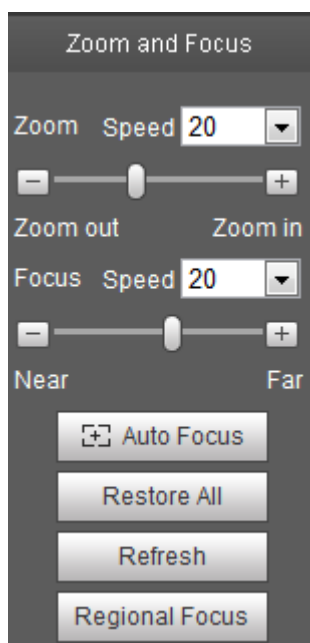 Zoom and Focus
Zoom Speed 20
Zoom out Zoom in
Focus Speed 20
Near Far
Auto Focus
Restore All
Refresh
Regional Focus